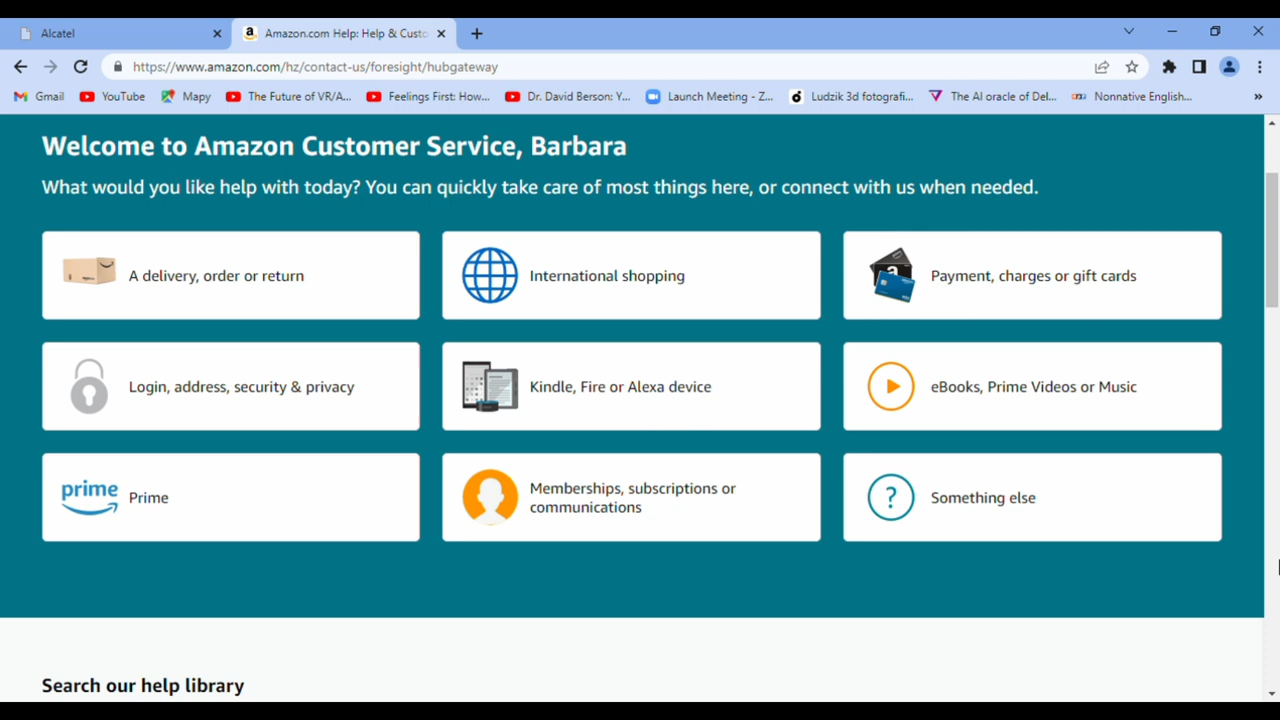 Alcatel
a Amazon.com Help: Help & Custo
https://www.amazon.com/hz/contact-us/foresight/hubgateway
Gmail YouTube Mapy The Future of VR/A... Feelings First: How... Dr. David Berson: Y... Launch Meeting - Z... Ludzik 3d fotografi... The AI oracle of Del... Nonnative English...
Welcome to Amazon Customer Service, Barbara
What would you like help with today? You can quickly take care of most things here, or connect with us when needed.
A delivery, order or return
International shopping
a
Payment, charges or gift cards
Login, address, security & privacy
Kindle, Fire or Alexa device
eBooks, Prime Videos or Music
prime Prime
Memberships, subscriptions or
communications
? Something else
Search our help library